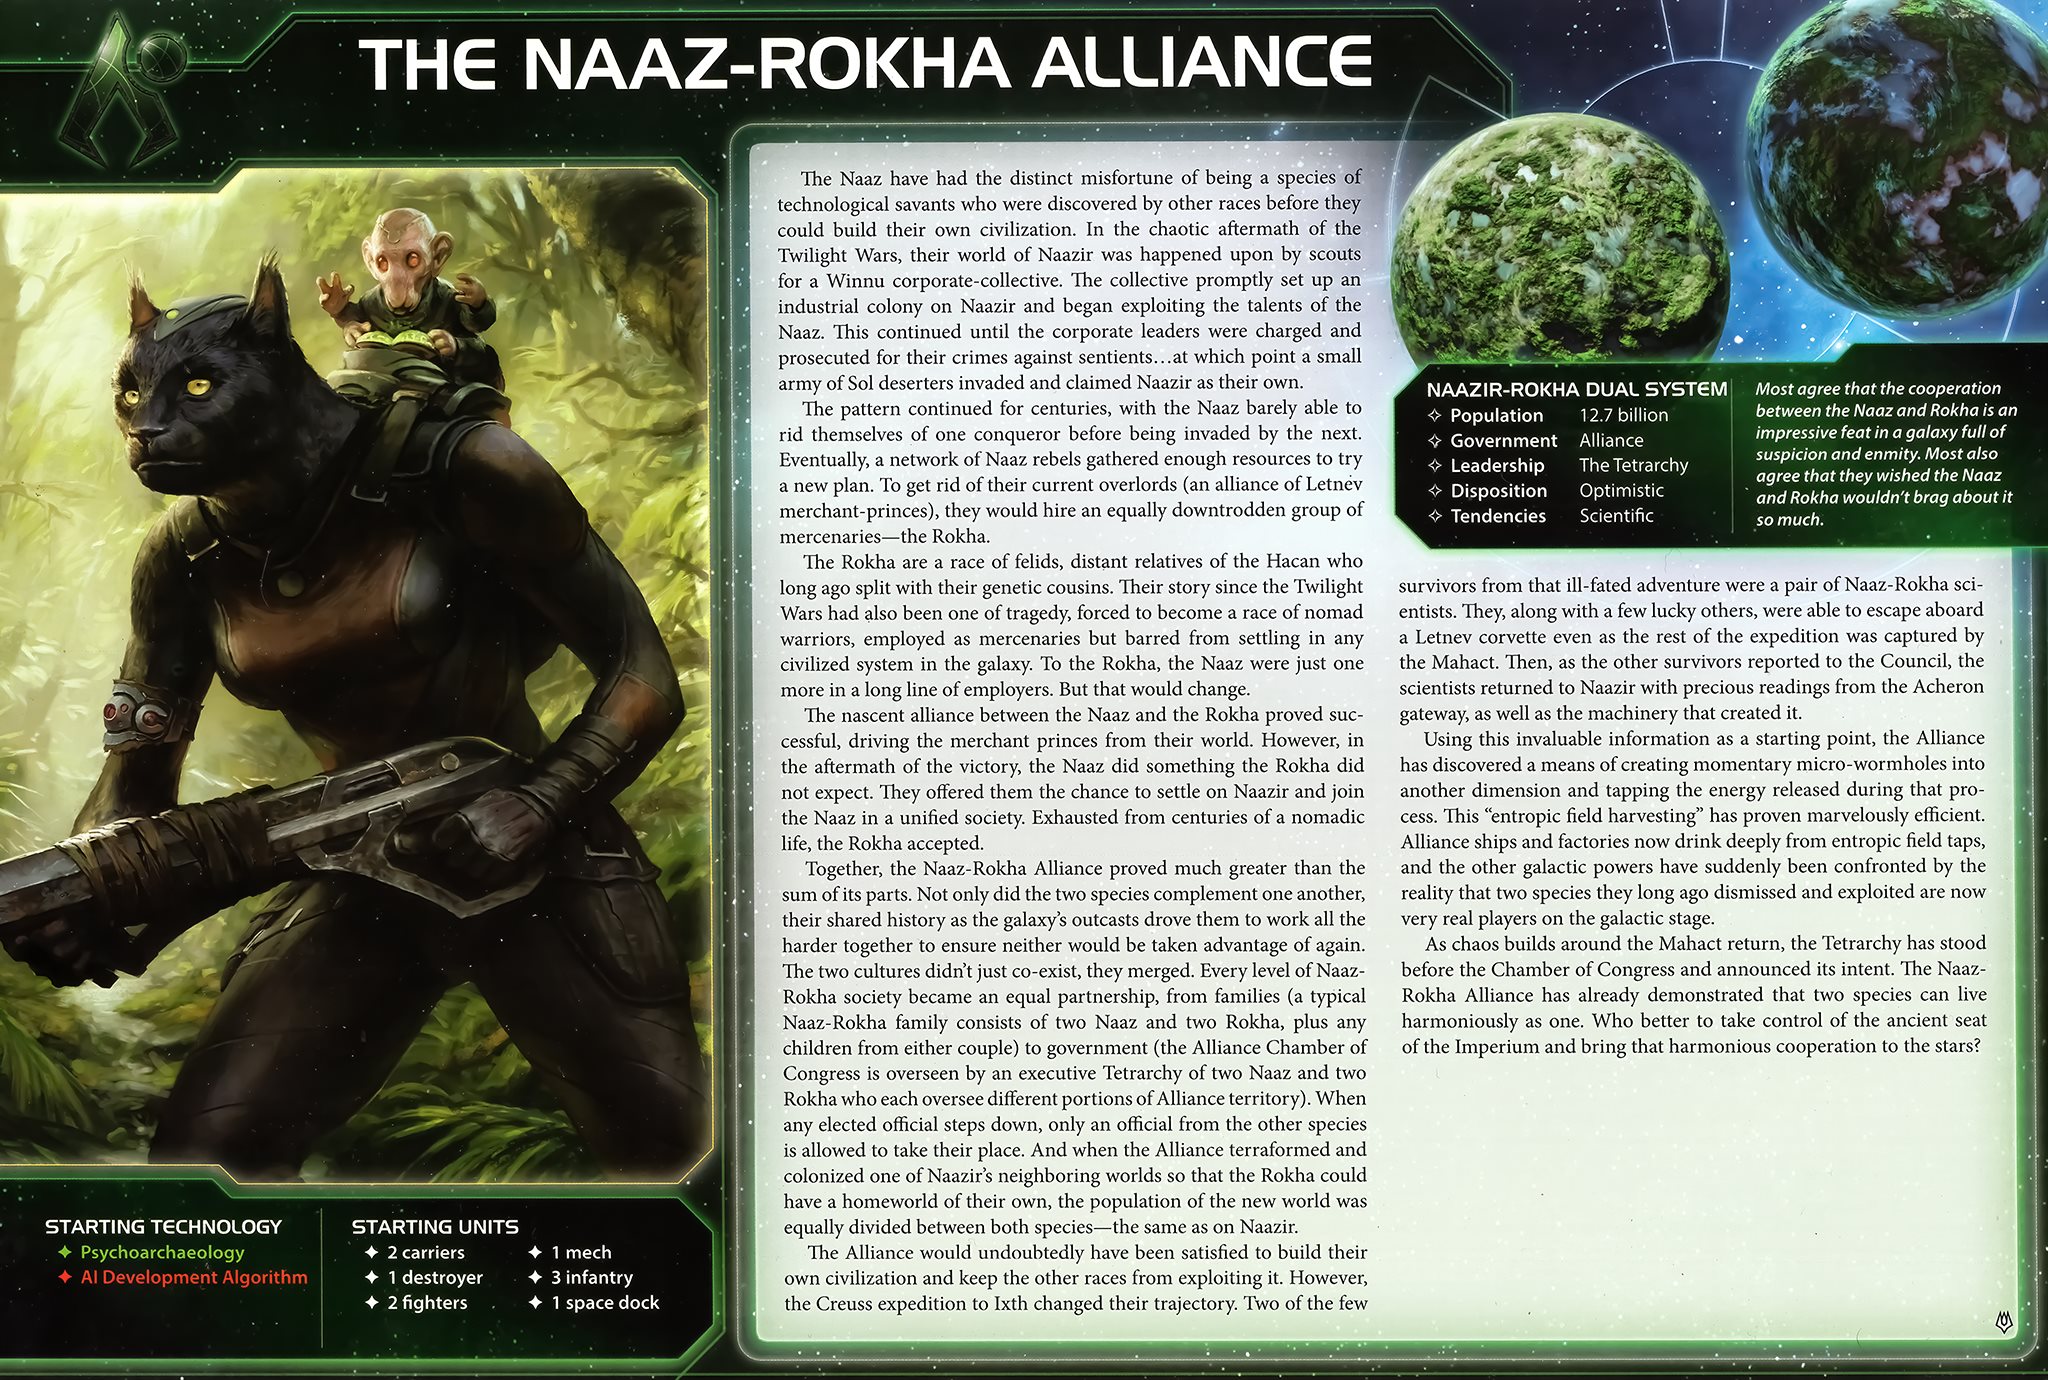 THE NAAZ-ROKHA ALLIANCE
The Naaz have had the distinct misfortune of being a species of
technological savants who were discovered by other races before they
could build their own civilization. In the chaotic aftermath of the
Twilight Wars, their world of Naazir was happened upon by scouts
for a Winnu corporate-collective. The collective promptly set up an
industrial colony on Naazir and began exploiting the talents of the
Naaz. This continued until the corporate leaders were charged and
prosecuted for their crimes against sentients…at which point a small
army of Sol deserters invaded and claimed Naazir as their own.
The pattern continued for centuries, with the Naaz barely able to
rid themselves of one conqueror before being invaded by the next.
Eventually, a network of Naaz rebels gathered enough resources to try
a new plan. To get rid of their current overlords (an alliance of Letnev
merchant-princes), they would hire an equally downtrodden group of
mercenaries—the Rokha.
The Rokha are a race of felids, distant relatives of the Hacan who
long ago split with their genetic cousins. Their story since the Twilight
Wars had also been one of tragedy, forced to become a race of nomad
warriors, employed as mercenaries but barred from settling in any
civilized system in the galaxy. To the Rokha, the Naaz were just one
more in a long line of employers. But that would change.
The nascent alliance between the Naaz and the Rokha proved suc-
cessful, driving the merchant princes from their world. However, in
the aftermath of the victory, the Naaz did something the Rokha did
not expect. They offered them the chance to settle on Naazir and join
the Naaz in a unified society. Exhausted from centuries of a nomadic
life, the Rokha accepted.
Together, the Naaz-Rokha Alliance proved much greater than the
sum of its parts. Not only did the two species complement one another,
their shared history as the galaxy's outcasts drove them to work all the
harder together to ensure neither would be taken advantage of again.
The two cultures didn't just co-exist, they merged. Every level of Naaz-
Rokha society became an equal partnership, from families (a typical
Naaz-Rokha family consists of two Naaz and two Rokha, plus any
children from either couple) to government (the Alliance Chamber of
Congress is overseen by an executive Tetrarchy of two Naaz and two
Rokha who each oversee different portions of Alliance territory). When
any elected official steps down, only an official from the other species
is allowed to take their place. And when the Alliance terraformed and
colonized one of Naazir's neighboring worlds so that the Rokha could
have a homeworld of their own, the population of the new world was
equally divided between both species—the same as on Naazir.
The Alliance would undoubtedly have been satisfied to build their
own civilization and keep the other races from exploiting it. However,
the Creuss expedition to Ixth changed their trajectory. Two of the few
survivors from that ill-fated adventure were a pair of Naaz-Rokha sci-
entists. They, along with a few lucky others, were able to escape aboard
a Letnev corvette even as the rest of the expedition was captured by
the Mahact. Then, as the other survivors reported to the Council, the
scientists returned to Naazir with precious readings from the Acheron
gateway, as well as the machinery that created it.
Using this invaluable information as a starting point, the Alliance
has discovered a means of creating momentary micro-wormholes into
another dimension and tapping the energy released during that pro-
cess. This “entropic field harvesting” has proven marvelously efficient.
Alliance ships and factories now drink deeply from entropic field taps,
and the other galactic powers have suddenly been confronted by the
reality that two species they long ago dismissed and exploited are now
very real players on the galactic stage.
As chaos builds around the Mahact return, the Tetrarchy has stood
before the Chamber of Congress and announced its intent. The Naaz-
Rokha Alliance has already demonstrated that two species can live
harmoniously as one. Who better to take control of the ancient seat
of the Imperium and bring that harmonious cooperation to the stars?
NAAZIR-ROKHA DUAL SYSTEM
Population 12.7 billion
Government Alliance
Leadership The Tetrarchy
Disposition Optimistic
Tendencies Scientific
Most agree that the cooperation
between the Naaz and Rokha is an
impressive feat in a galaxy full of
suspicion and enmity. Most also
agree that they wished the Naaz
and Rokha wouldn't brag about it
so much.
STARTING TECHNOLOGY
Psychoarchaeology
AI Development Algorithm
STARTING UNITS
2 carriers
1 destroyer
2 fighters
1 mech
3 infantry
1 space dock